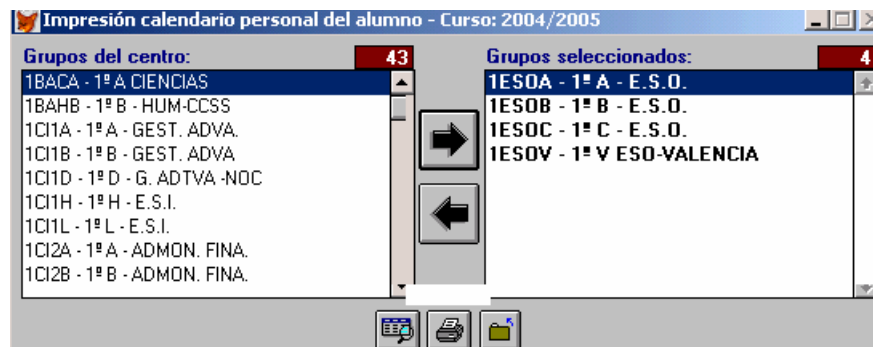 Impresión calendario personal del alumno - Curso: 2004/2005
Grupos del centro: 43
1BACA - 1º A CIENCIAS
1BAHB - 1º B - HUM-CCSS
1CI1A - 1º A - GEST. ADVA.
1CI1B - 1º B - GEST. ADVA
1CI1D - 1º D - G. ADTVA -NOC
1CI1H - 1º H - E.S.I.
1CI1L - 1º L - E.S.I.
1CI2A - 1º A - ADMON. FINA.
1CI2B - 1º B - ADMON. FINA.
Grupos seleccionados: 4
1ESOA - 1º A - E.S.O.
1ESOB - 1º B - E.S.O.
1ESOC - 1º C - E.S.O.
1ESOV - 1º V ESO-VALENCIA